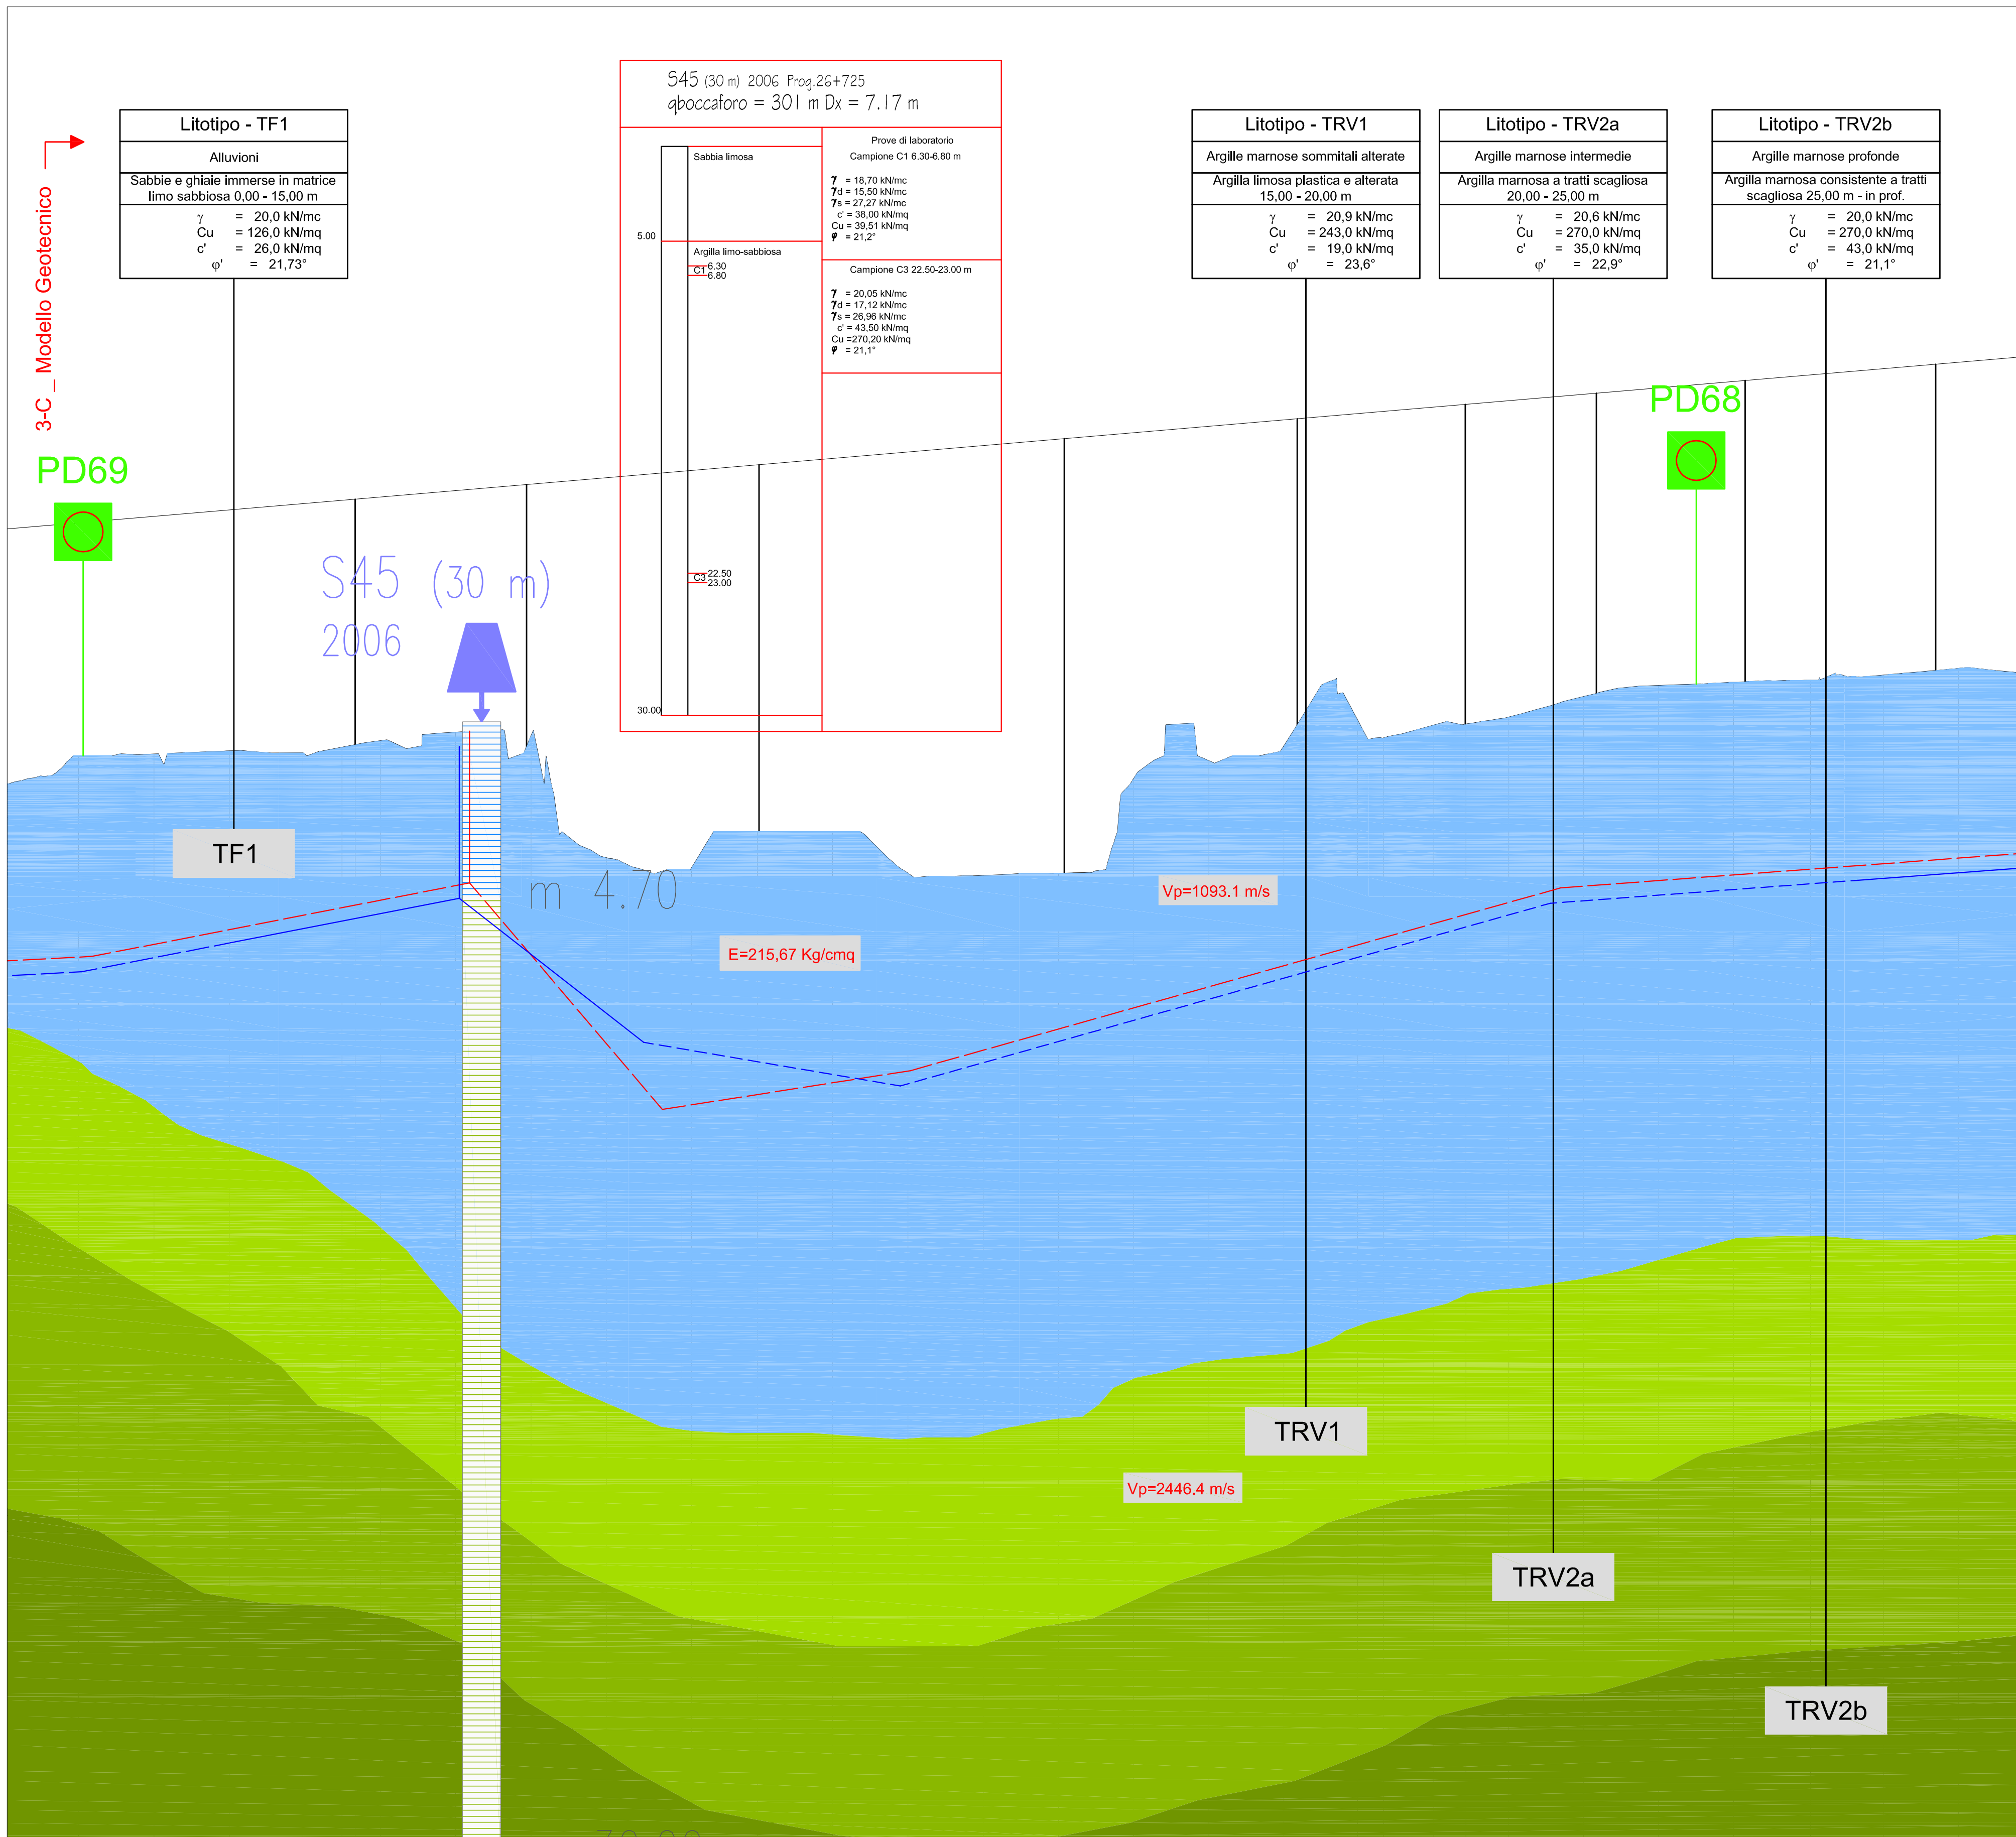 3-C _ Modello Geotecnico
Litotipo - TF1
Alluvioni
Sabbie e ghiaie immerse in matrice
limo sabbiosa 0,00 - 15,00 m
γ = 20,0 kN/mc
Cu = 126,0 kN/mq
c' = 26,0 kN/mq
φ' = 21,73°
S45 (30 m) 2006 Prog.26+725
qboccaforo = 301 m Dx = 7.17 m
Sabbia limosa
5.00
Argilla limo-sabbiosa
6.30
C1
6.80
22.50
C3
23.00
30.00
Prove di laboratorio
Campione C1 6.30-6.80 m
γ = 18,70 kN/mc
γd = 15,50 kN/mc
γs = 27,27 kN/mc
c' = 38,00 kN/mq
Cu = 39,51 kN/mq
φ = 21,2°
Campione C3 22.50-23.00 m
γ = 20,05 kN/mc
γd = 17,12 kN/mc
γs = 26,96 kN/mc
c' = 43,50 kN/mq
Cu =270,20 kN/mq
φ = 21,1°
Litotipo - TRV1
Argille marnose sommitali alterate
Argilla limosa plastica e alterata
15,00 - 20,00 m
γ = 20,9 kN/mc
Cu = 243,0 kN/mq
c' = 19,0 kN/mq
φ' = 23,6°
Litotipo - TRV2a
Argille marnose intermedie
Argilla marnosa a tratti scagliosa
20,00 - 25,00 m
γ = 20,6 kN/mc
Cu = 270,0 kN/mq
c' = 35,0 kN/mq
φ' = 22,9°
Litotipo - TRV2b
Argille marnose profonde
Argilla marnosa consistente a tratti
scagliosa 25,00 m - in prof.
γ = 20,0 kN/mc
Cu = 270,0 kN/mq
c' = 43,0 kN/mq
φ' = 21,1°
PD69
PD68
S45 (30 m)
2006
TF1
m 4.70
Vp=1093.1 m/s
E=215,67 Kg/cmq
TRV1
Vp=2446.4 m/s
TRV2a
TRV2b